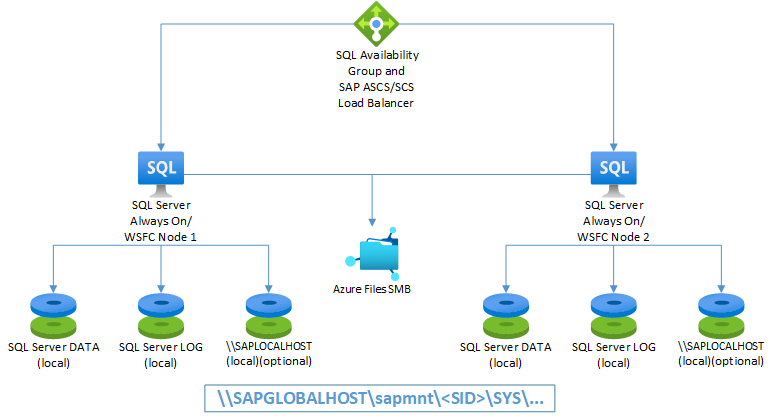 SQL Availability
Group and
SAP ASCS/SCS
Load Balancer
SQL
SQL
SQL Server
Always On/
WSFC Node 1
SQL Server
Always On/
WSFC Node 2
Azure Files SMB
SQL Server DATA
(local)
SQL Server LOG
(local)
\\SAPLOCALHOST
(local)(optional)
SQL Server DATA
(local)
SQL Server LOG
(local)
\\SAPLOCALHOST
(local)(optional)
\\SAPGLOBALHOST\sapmnt\<SID>\SYS\...